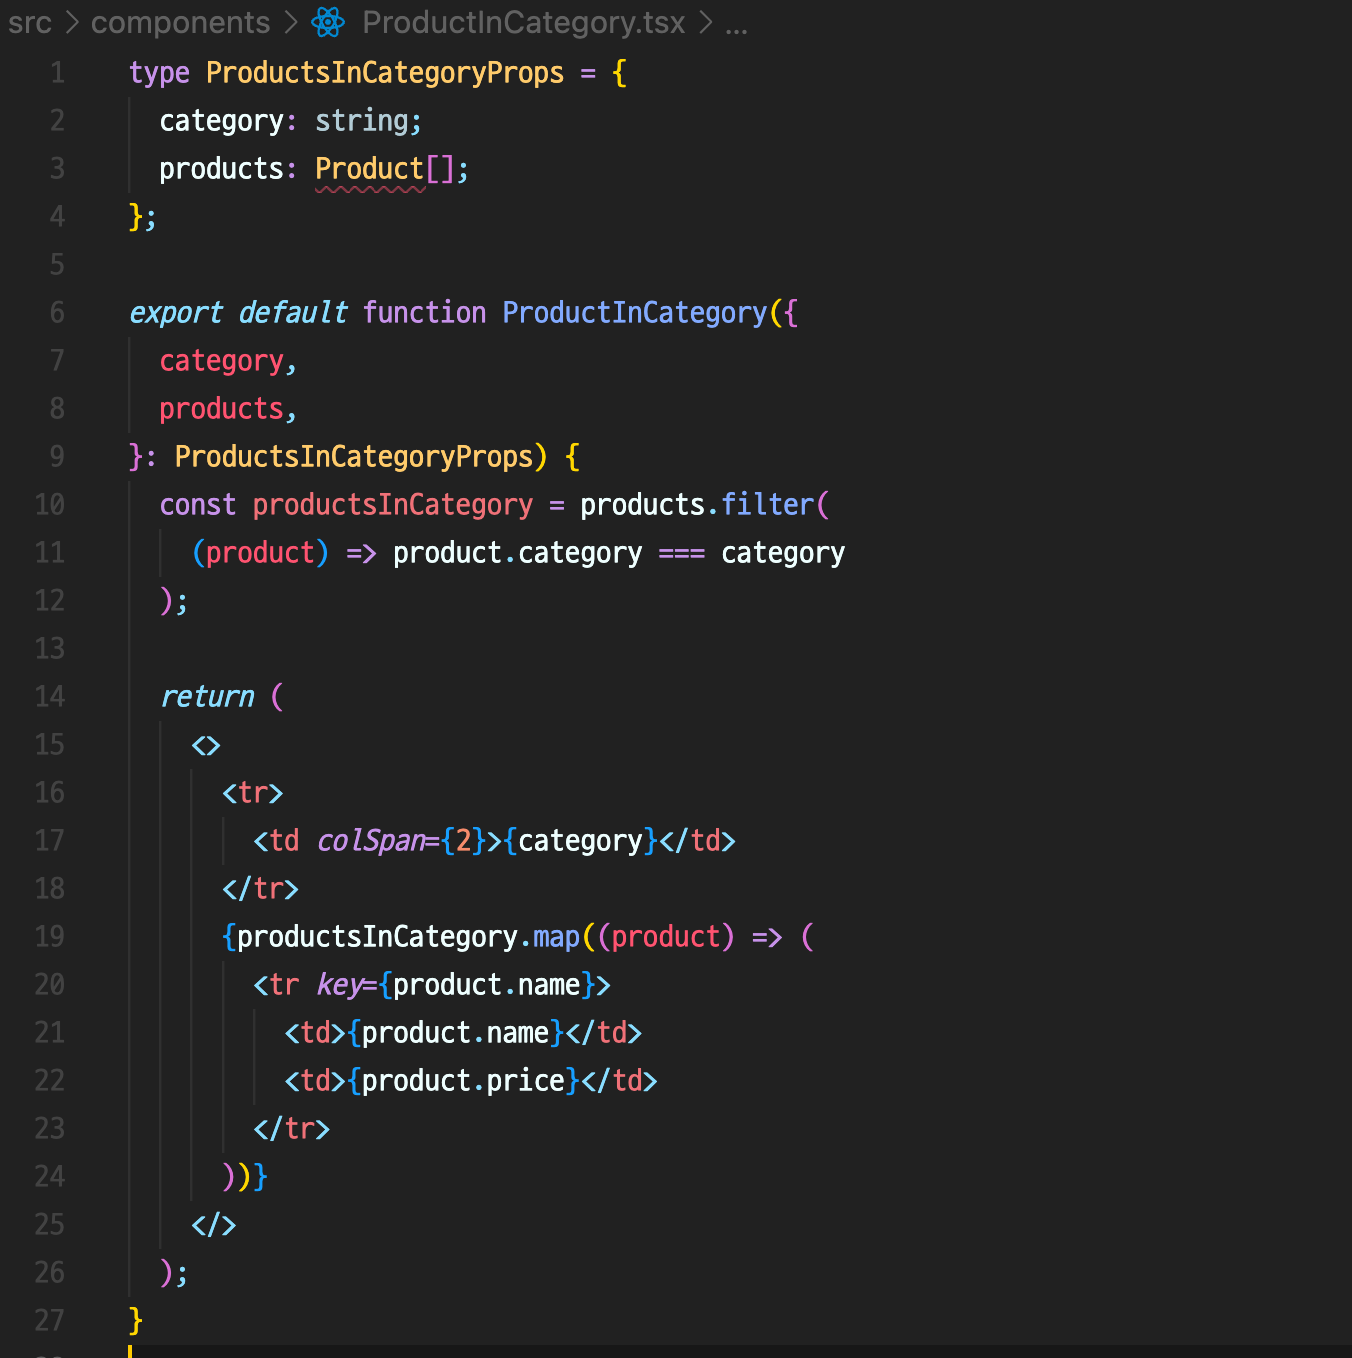 src > components > ProductInCategory.tsx > ...
1 type ProductsInCategoryProps = {
2   category: string;
3   products: Product[];
4 };
5
6 export default function ProductInCategory({
7   category,
8   products,
9 }: ProductsInCategoryProps) {
10   const productsInCategory = products.filter(
11     (product) => product.category === category
12   );
13
14   return (
15     <>
16       <tr>
17         <td colSpan={2}>{category}</td>
18       </tr>
19       {productsInCategory.map((product) => (
20         <tr key={product.name}>
21           <td>{product.name}</td>
22           <td>{product.price}</td>
23         </tr>
24       ))}
25     </>
26   );
27 }